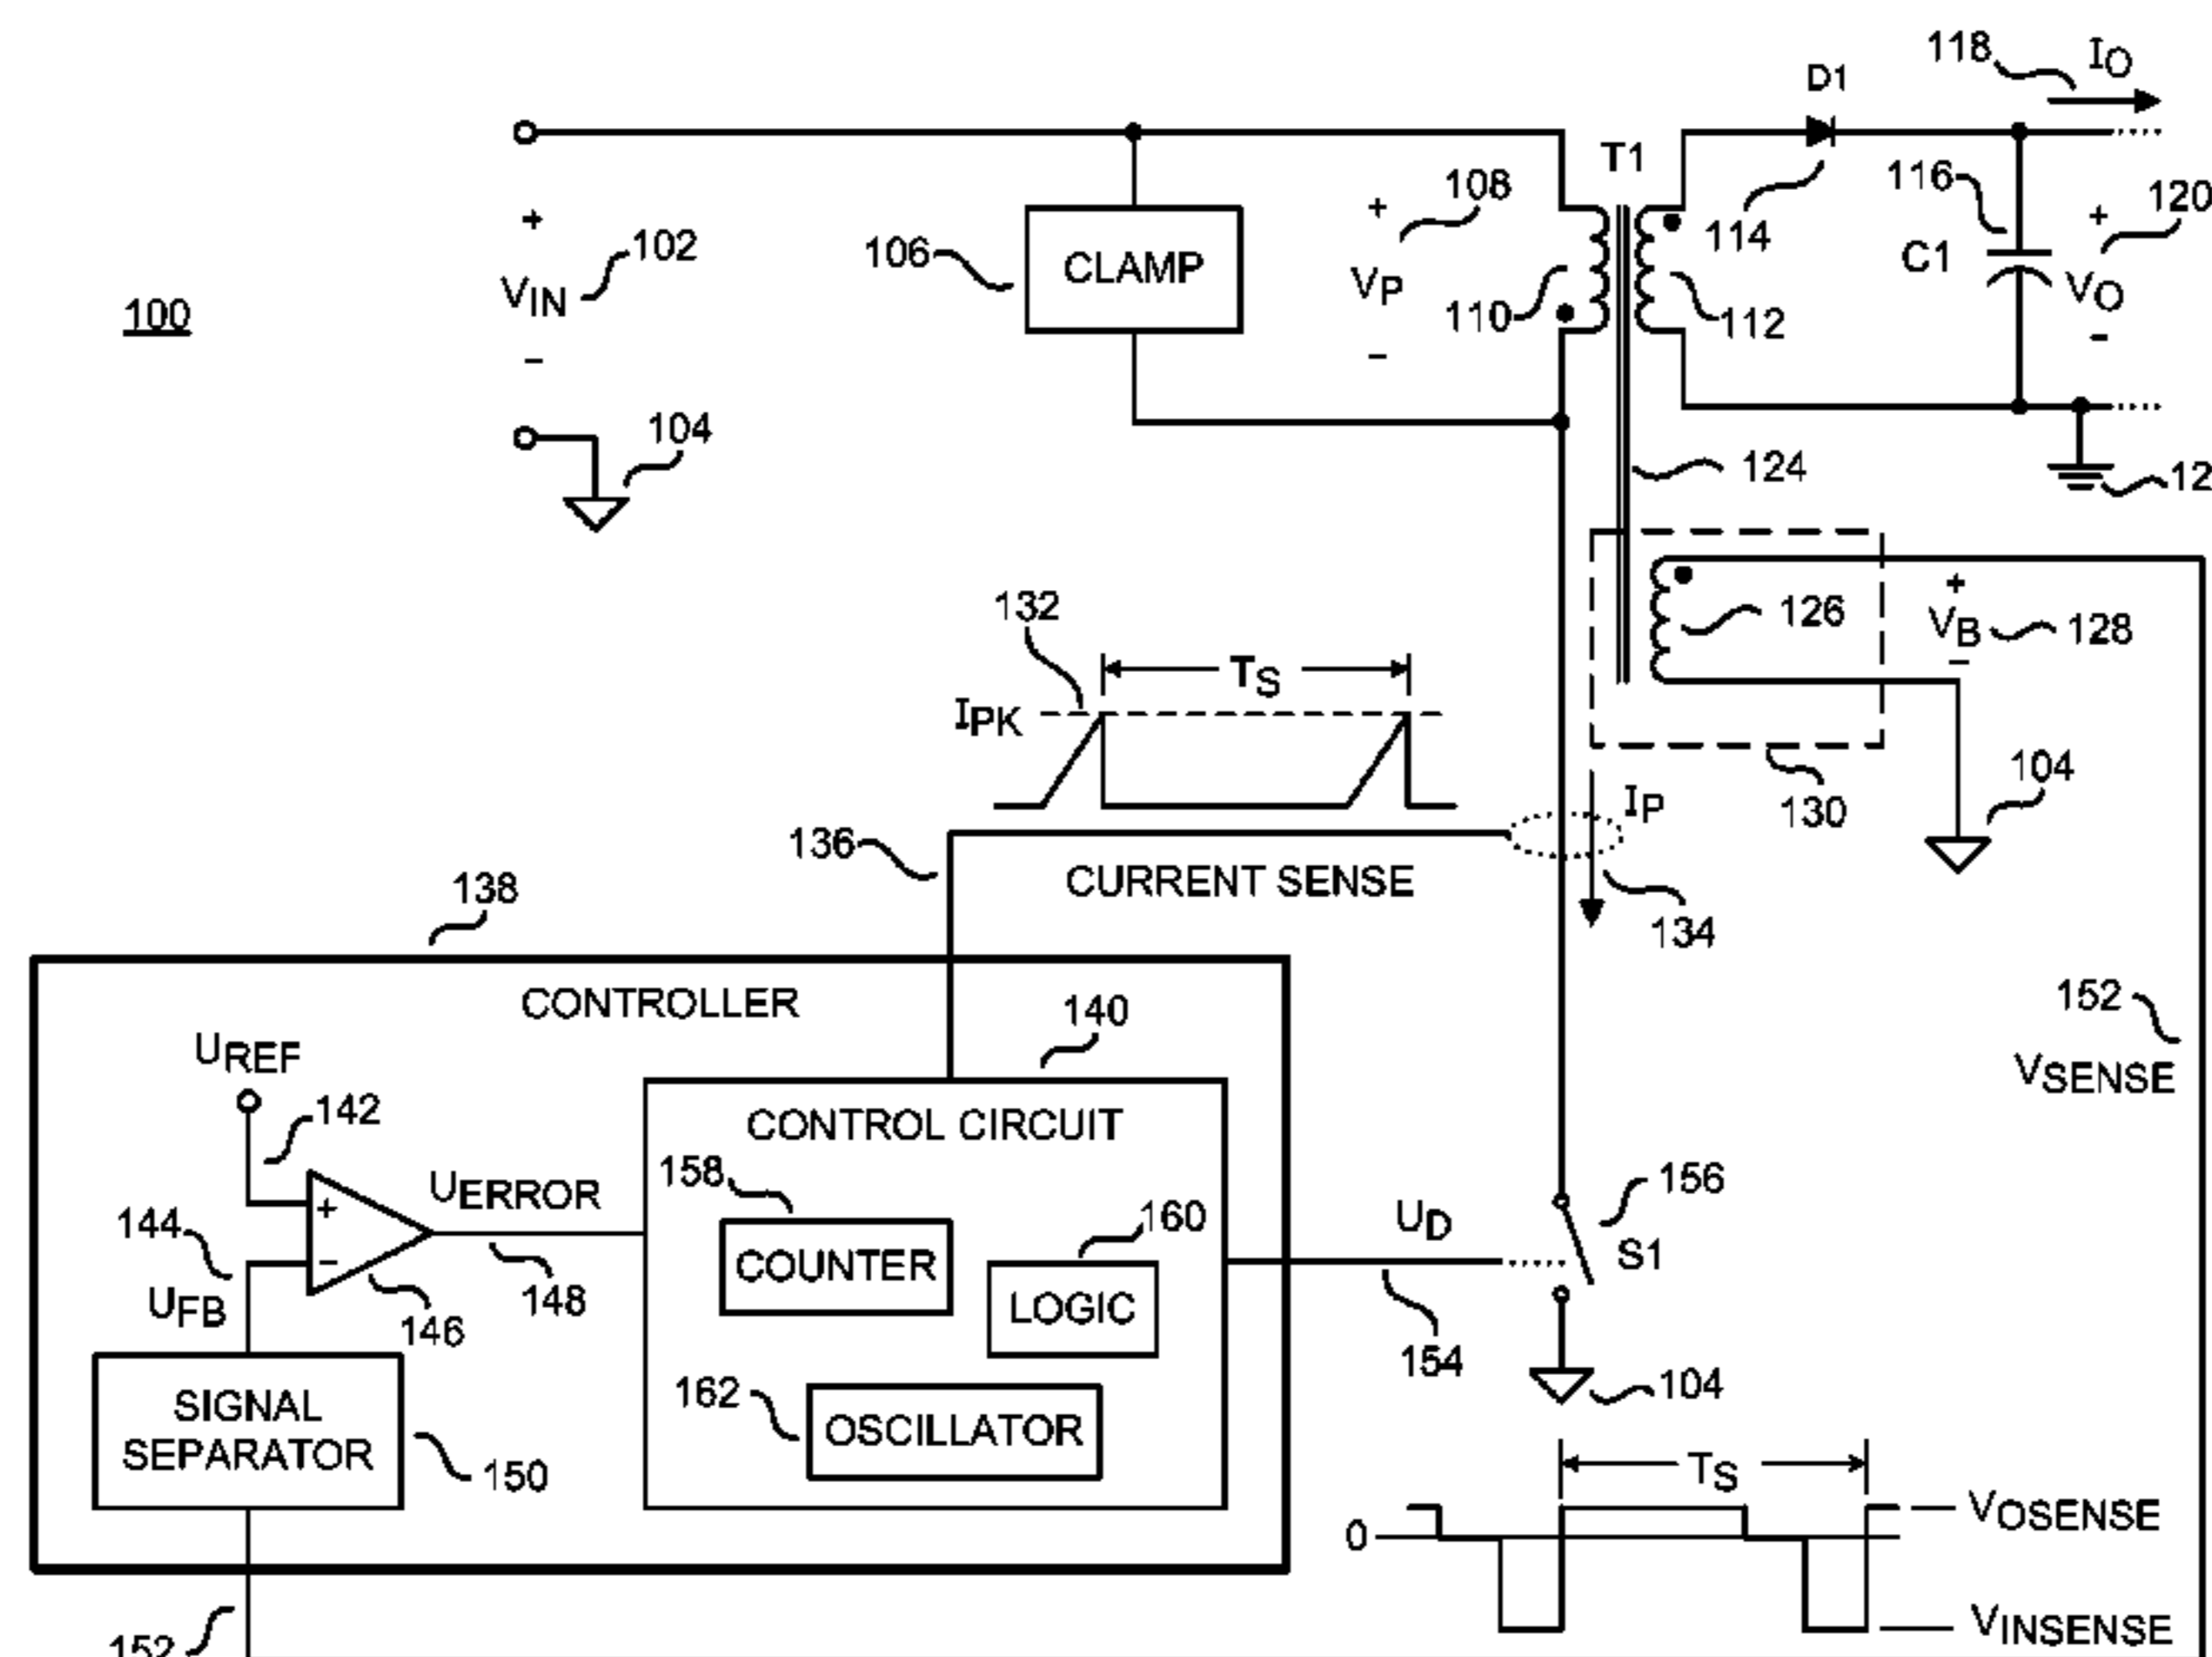 118 IO
D1
T1
116
120
+
108
+
+
102
114
106
CLAMP
C1
VIN
VP
VO
100
110
112
−
−
−
104
124
12
132
TS
126
+
VB
128
−
IPK
104
130
IP
136
CURRENT SENSE
138
134
CONTROLLER
140
152
UREF
VSENSE
142
CONTROL CIRCUIT
158
156
UERROR
144
+
160
UD
−
COUNTER
S1
UFB
148
LOGIC
146
154
162
104
SIGNAL
SEPARATOR
OSCILLATOR
150
TS
VOSENSE
0
VINSENSE
152